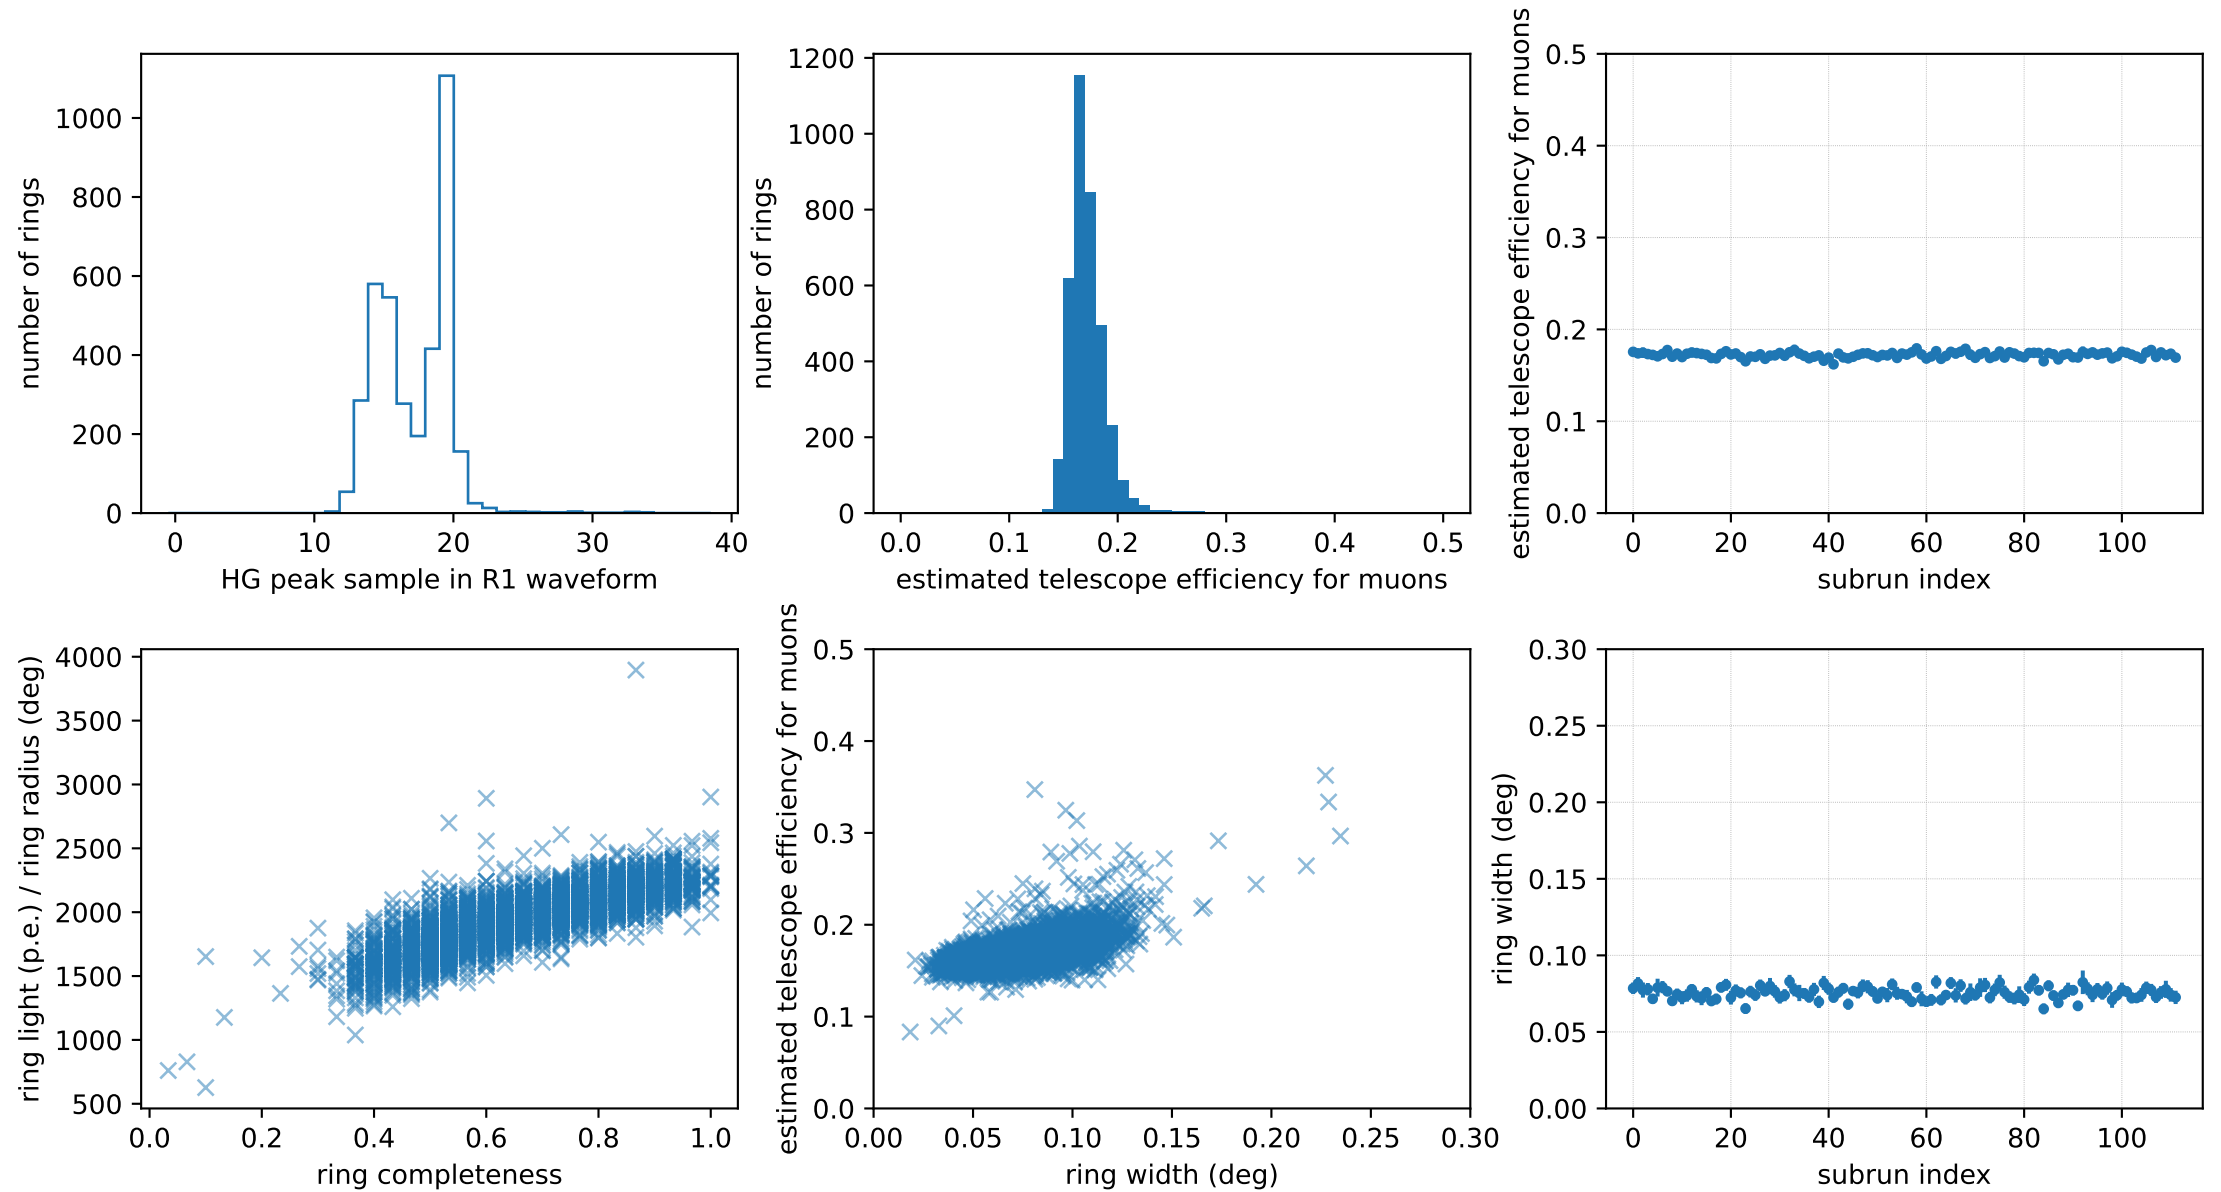 number of rings
1000
800
600
400
200
0
0 10 20 30 40
HG peak sample in R1 waveform
number of rings
1200
1000
800
600
400
200
0
0.0 0.1 0.2 0.3 0.4 0.5
estimated telescope efficiency for muons
estimated telescope efficiency for muons
0.5
0.4
0.3
0.2
0.1
0.0
0 20 40 60 80 100
subrun index
ring light (p.e.) / ring radius (deg)
4000
3500
3000
2500
2000
1500
1000
500
0.0 0.2 0.4 0.6 0.8 1.0
ring completeness
estimated telescope efficiency for muons
0.5
0.4
0.3
0.2
0.1
0.0
0.00 0.05 0.10 0.15 0.20 0.25 0.30
ring width (deg)
ring width (deg)
0.30
0.25
0.20
0.15
0.10
0.05
0.00
0 20 40 60 80 100
subrun index